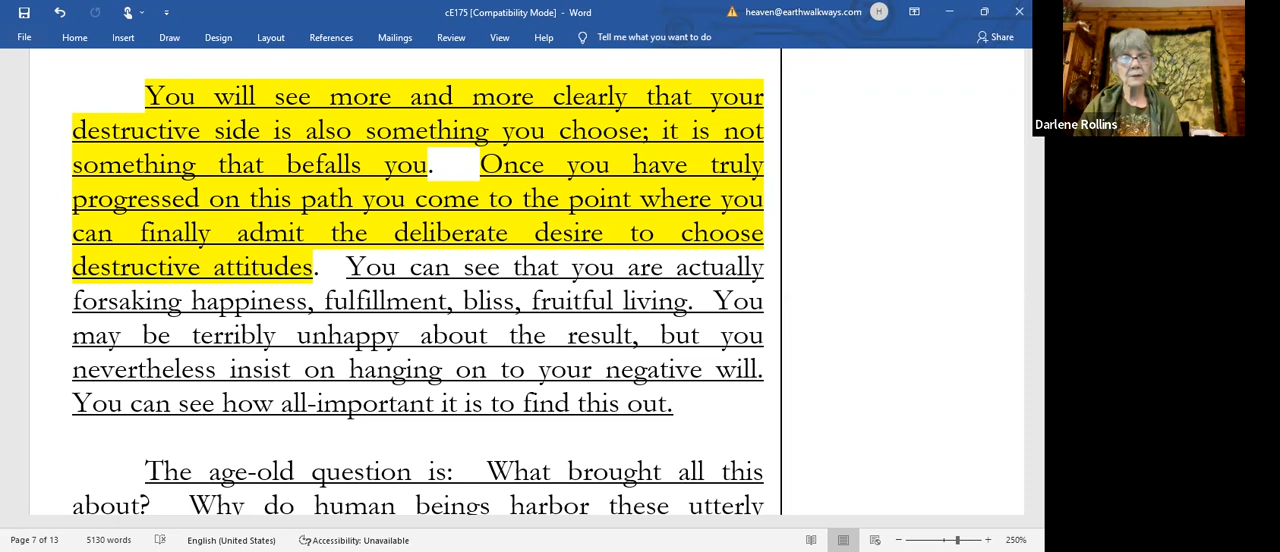 cE175 [Compatibility Mode] - Word
heaven@earthwalkways.com
H
File Home Insert Draw Design Layout References Mailings Review View Help Tell me what you want to do Share
You will see more and more clearly that your
destructive side is also something you choose; it is not
something that befalls you. Once you have truly
progressed on this path you come to the point where you
can finally admit the deliberate desire to choose
destructive attitudes. You can see that you are actually
forsaking happiness, fulfillment, bliss, fruitful living. You
may be terribly unhappy about the result, but you
nevertheless insist on hanging on to your negative will.
You can see how all-important it is to find this out.
The age-old question is: What brought all this
about? Why do human beings harbor these utterly
Darlene Rollins
Page 7 of 13 5130 words English (United States) Accessibility: Unavailable 250%